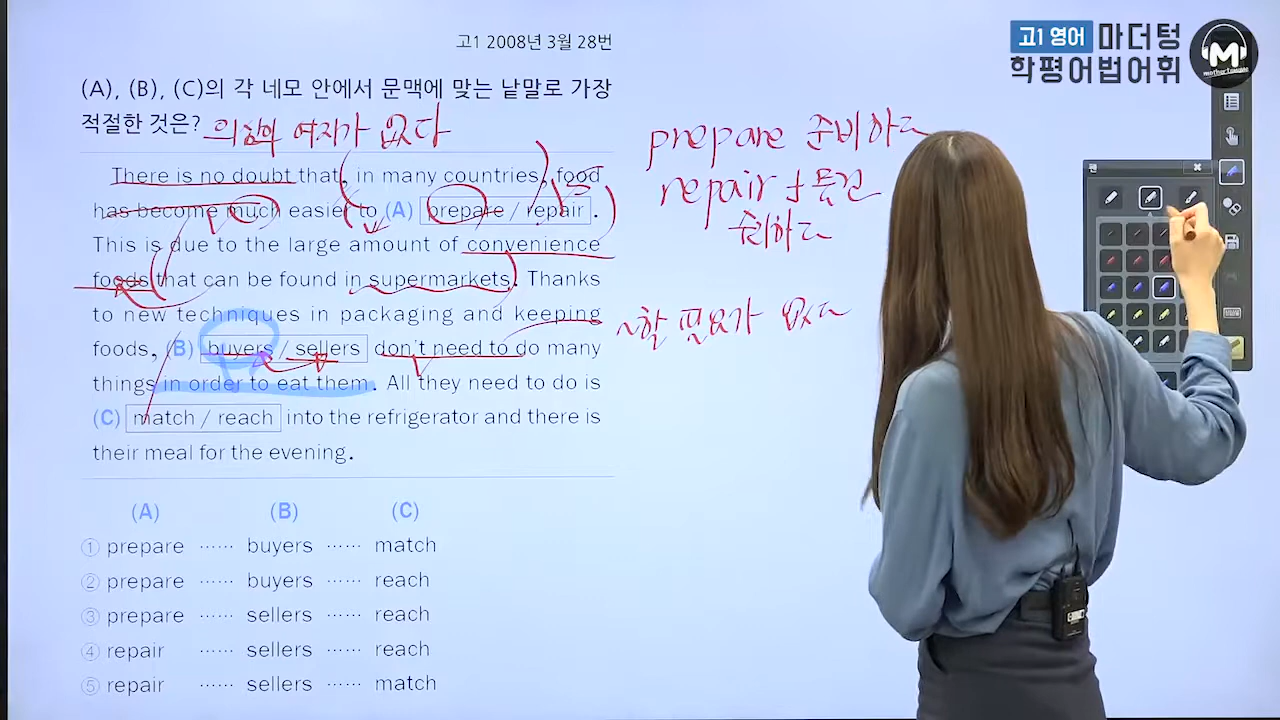 고1 2008년 3월 28번
고1 영어 마더텅
학평어법어휘
M
mother tongue
(A), (B), (C)의 각 네모 안에서 문맥에 맞는 낱말로 가장
적절한 것은?
의심의 여지가 없다
There is no doubt that, in many countries, food
has become much easier to (A) prepare / repair.
This is due to the large amount of convenience
foods that can be found in supermarkets. Thanks
to new techniques in packaging and keeping
foods, (B) buyers / sellers don't need to do many
things in order to eat them. All they need to do is
(C) match / reach into the refrigerator and there is
their meal for the evening.
prepare 준비하다
repair
~할 필요가 없다
(A) (B) (C)
① prepare …… buyers …… match
② prepare …… buyers …… reach
③ prepare …… sellers …… reach
④ repair …… sellers …… reach
⑤ repair …… sellers …… match